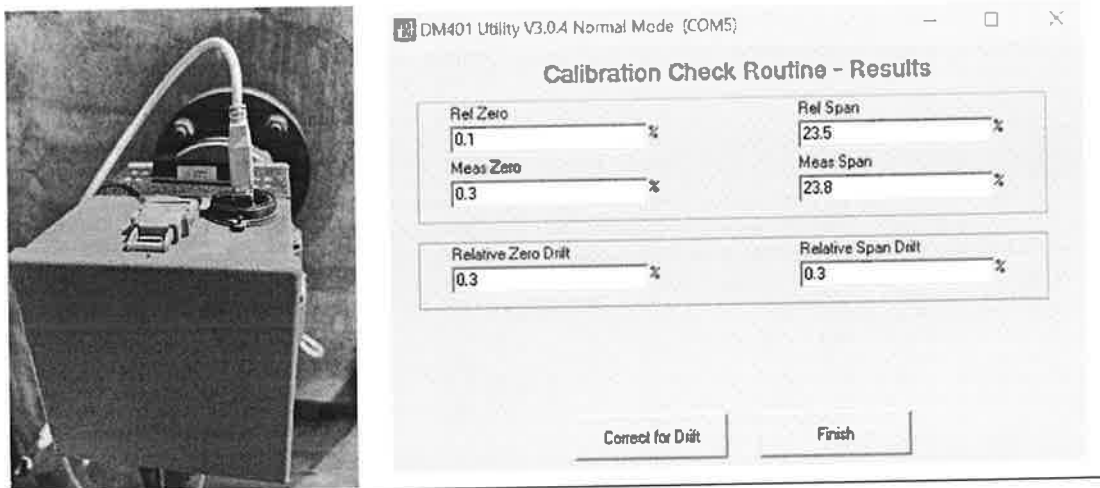 DM401 Utility V3.0.4 Normal Mode (COM5)
Calibration Check Routine - Results
Ref Zero
0.1 %
Ref Span
23.5 %
Meas Zero
0.3 %
Meas Span
23.8 %
Relative Zero Drift
0.3 %
Relative Span Drift
0.3 %
Correct for Drift
Finish